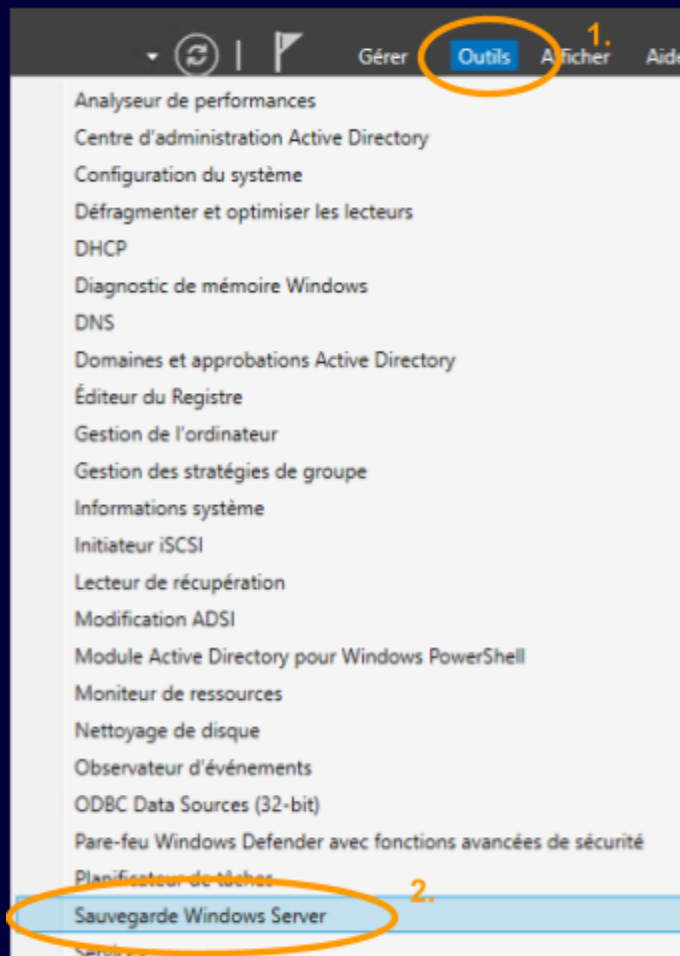 1.
Gérer Outils Afficher Aide
Analyseur de performances
Centre d'administration Active Directory
Configuration du système
Défragmenter et optimiser les lecteurs
DHCP
Diagnostic de mémoire Windows
DNS
Domaines et approbations Active Directory
Éditeur du Registre
Gestion de l'ordinateur
Gestion des stratégies de groupe
Informations système
Initiateur iSCSI
Lecteur de récupération
Modification ADSI
Module Active Directory pour Windows PowerShell
Moniteur de ressources
Nettoyage de disque
Observateur d'événements
ODBC Data Sources (32-bit)
Pare-feu Windows Defender avec fonctions avancées de sécurité
Planificateur de tâches
2.
Sauvegarde Windows Server